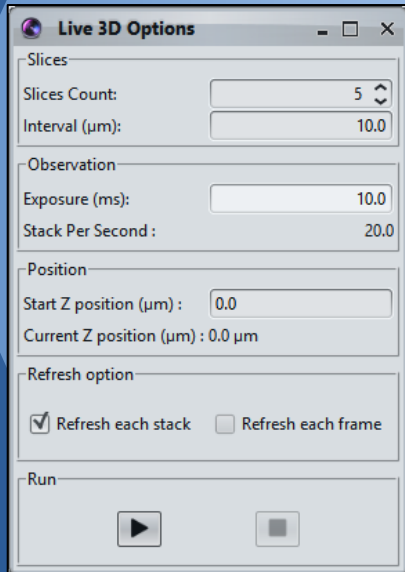 Live 3D Options
Slices
Slices Count: 5
Interval (µm): 10.0
Observation
Exposure (ms): 10.0
Stack Per Second : 20.0
Position
Start Z position (µm) : 0.0
Current Z position (µm) : 0.0 µm
Refresh option
Refresh each stack Refresh each frame
Run